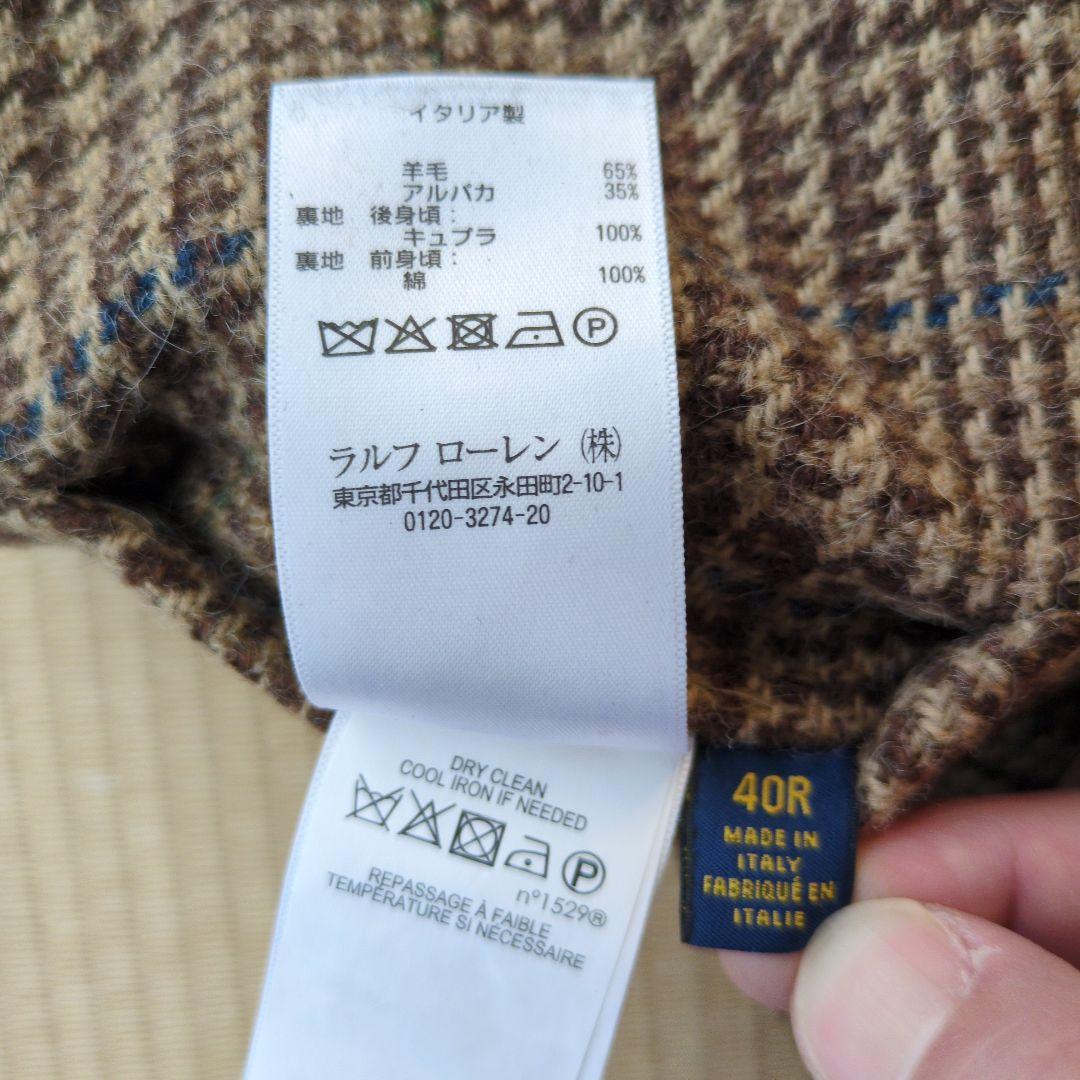 イタリア製
羊毛 65%
アルパカ 35%
裏地 後身頃:
キュプラ 100%
裏地 前身頃:
綿 100%
P
ラルフ ローレン (株)
東京都千代田区永田町2-10-1
0120-3274-20
DRY CLEAN
COOL IRON IF NEEDED
P
n°1529®
REPASSAGE À FAIBLE
TEMPÉRATURE SI NÉCESSAIRE
40R
MADE IN
ITALY
FABRIQUÉ EN
ITALIE